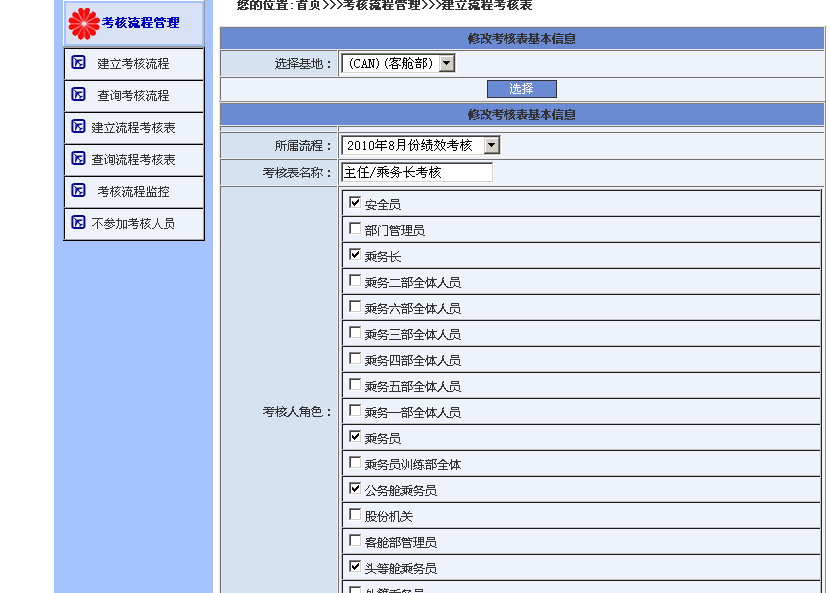 您的位置:首页>>>考核流程管理>>>建立流程考核表
考核流程管理
建立考核流程
查询考核流程
建立流程考核表
查询流程考核表
考核流程监控
不参加考核人员
修改考核表基本信息
选择基地：
(CAN)(客舱部)
选择
修改考核表基本信息
所属流程：
2010年8月份绩效考核
考核表名称：
主任/乘务长考核
考核人角色：
安全员
部门管理员
乘务长
乘务二部全体人员
乘务六部全体人员
乘务三部全体人员
乘务四部全体人员
乘务五部全体人员
乘务一部全体人员
乘务员
乘务员训练部全体
公务舱乘务员
股份机关
客舱部管理员
头等舱乘务员